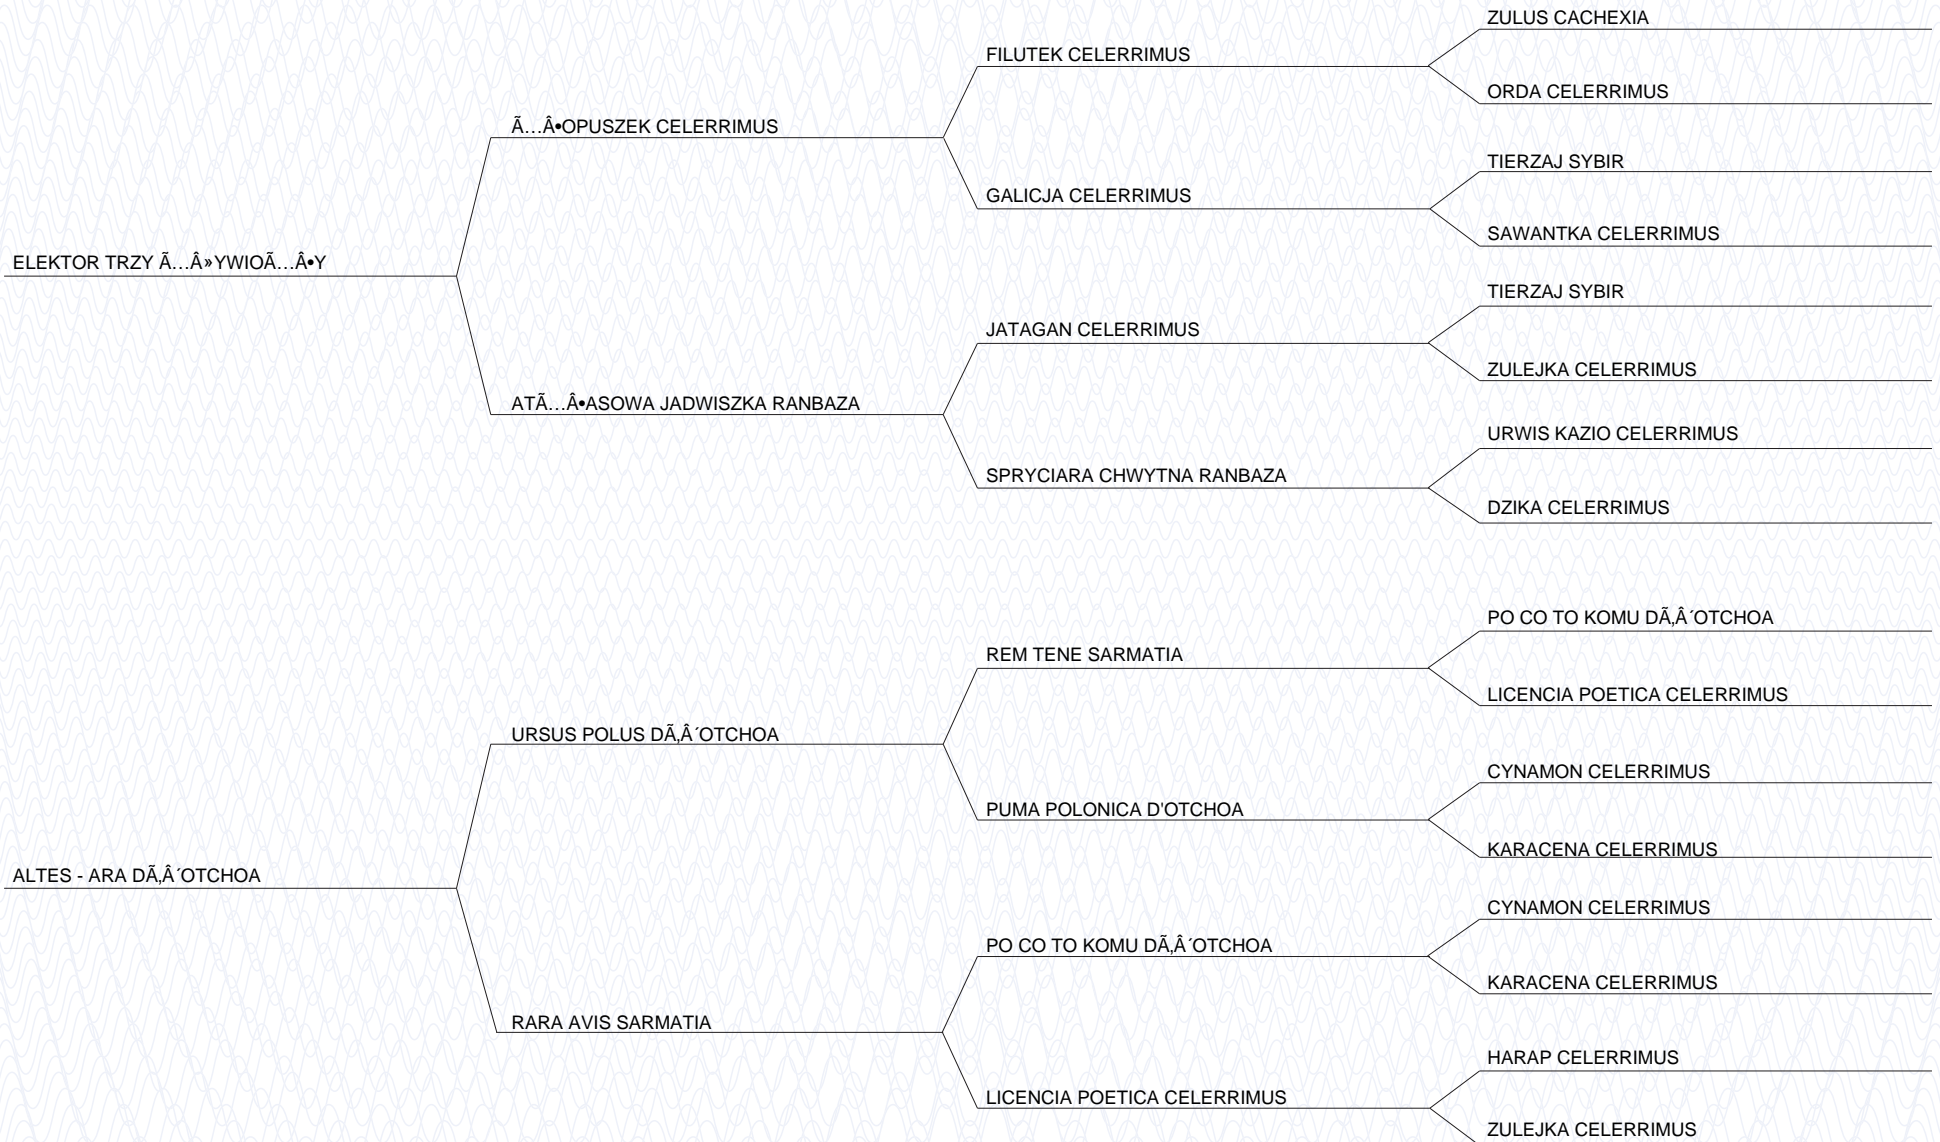 ZULUS CACHEXIA
FILUTEK CELERRIMUS
ORDA CELERRIMUS
Ã…Â•OPUSZEK CELERRIMUS
TIERZAJ SYBIR
GALICJA CELERRIMUS
SAWANTKA CELERRIMUS
ELEKTOR TRZY Ã…Â»YWIOÃ…Â•Y
TIERZAJ SYBIR
JATAGAN CELERRIMUS
ZULEJKA CELERRIMUS
ATÃ…Â•ASOWA JADWISZKA RANBAZA
URWIS KAZIO CELERRIMUS
SPRYCIARA CHWYTNA RANBAZA
DZIKA CELERRIMUS
PO CO TO KOMU DÃ‚Â´OTCHOA
REM TENE SARMATIA
LICENCIA POETICA CELERRIMUS
URSUS POLUS DÃ‚Â´OTCHOA
CYNAMON CELERRIMUS
PUMA POLONICA D'OTCHOA
KARACENA CELERRIMUS
ALTES - ARA DÃ‚Â´OTCHOA
CYNAMON CELERRIMUS
PO CO TO KOMU DÃ‚Â´OTCHOA
KARACENA CELERRIMUS
RARA AVIS SARMATIA
HARAP CELERRIMUS
LICENCIA POETICA CELERRIMUS
ZULEJKA CELERRIMUS